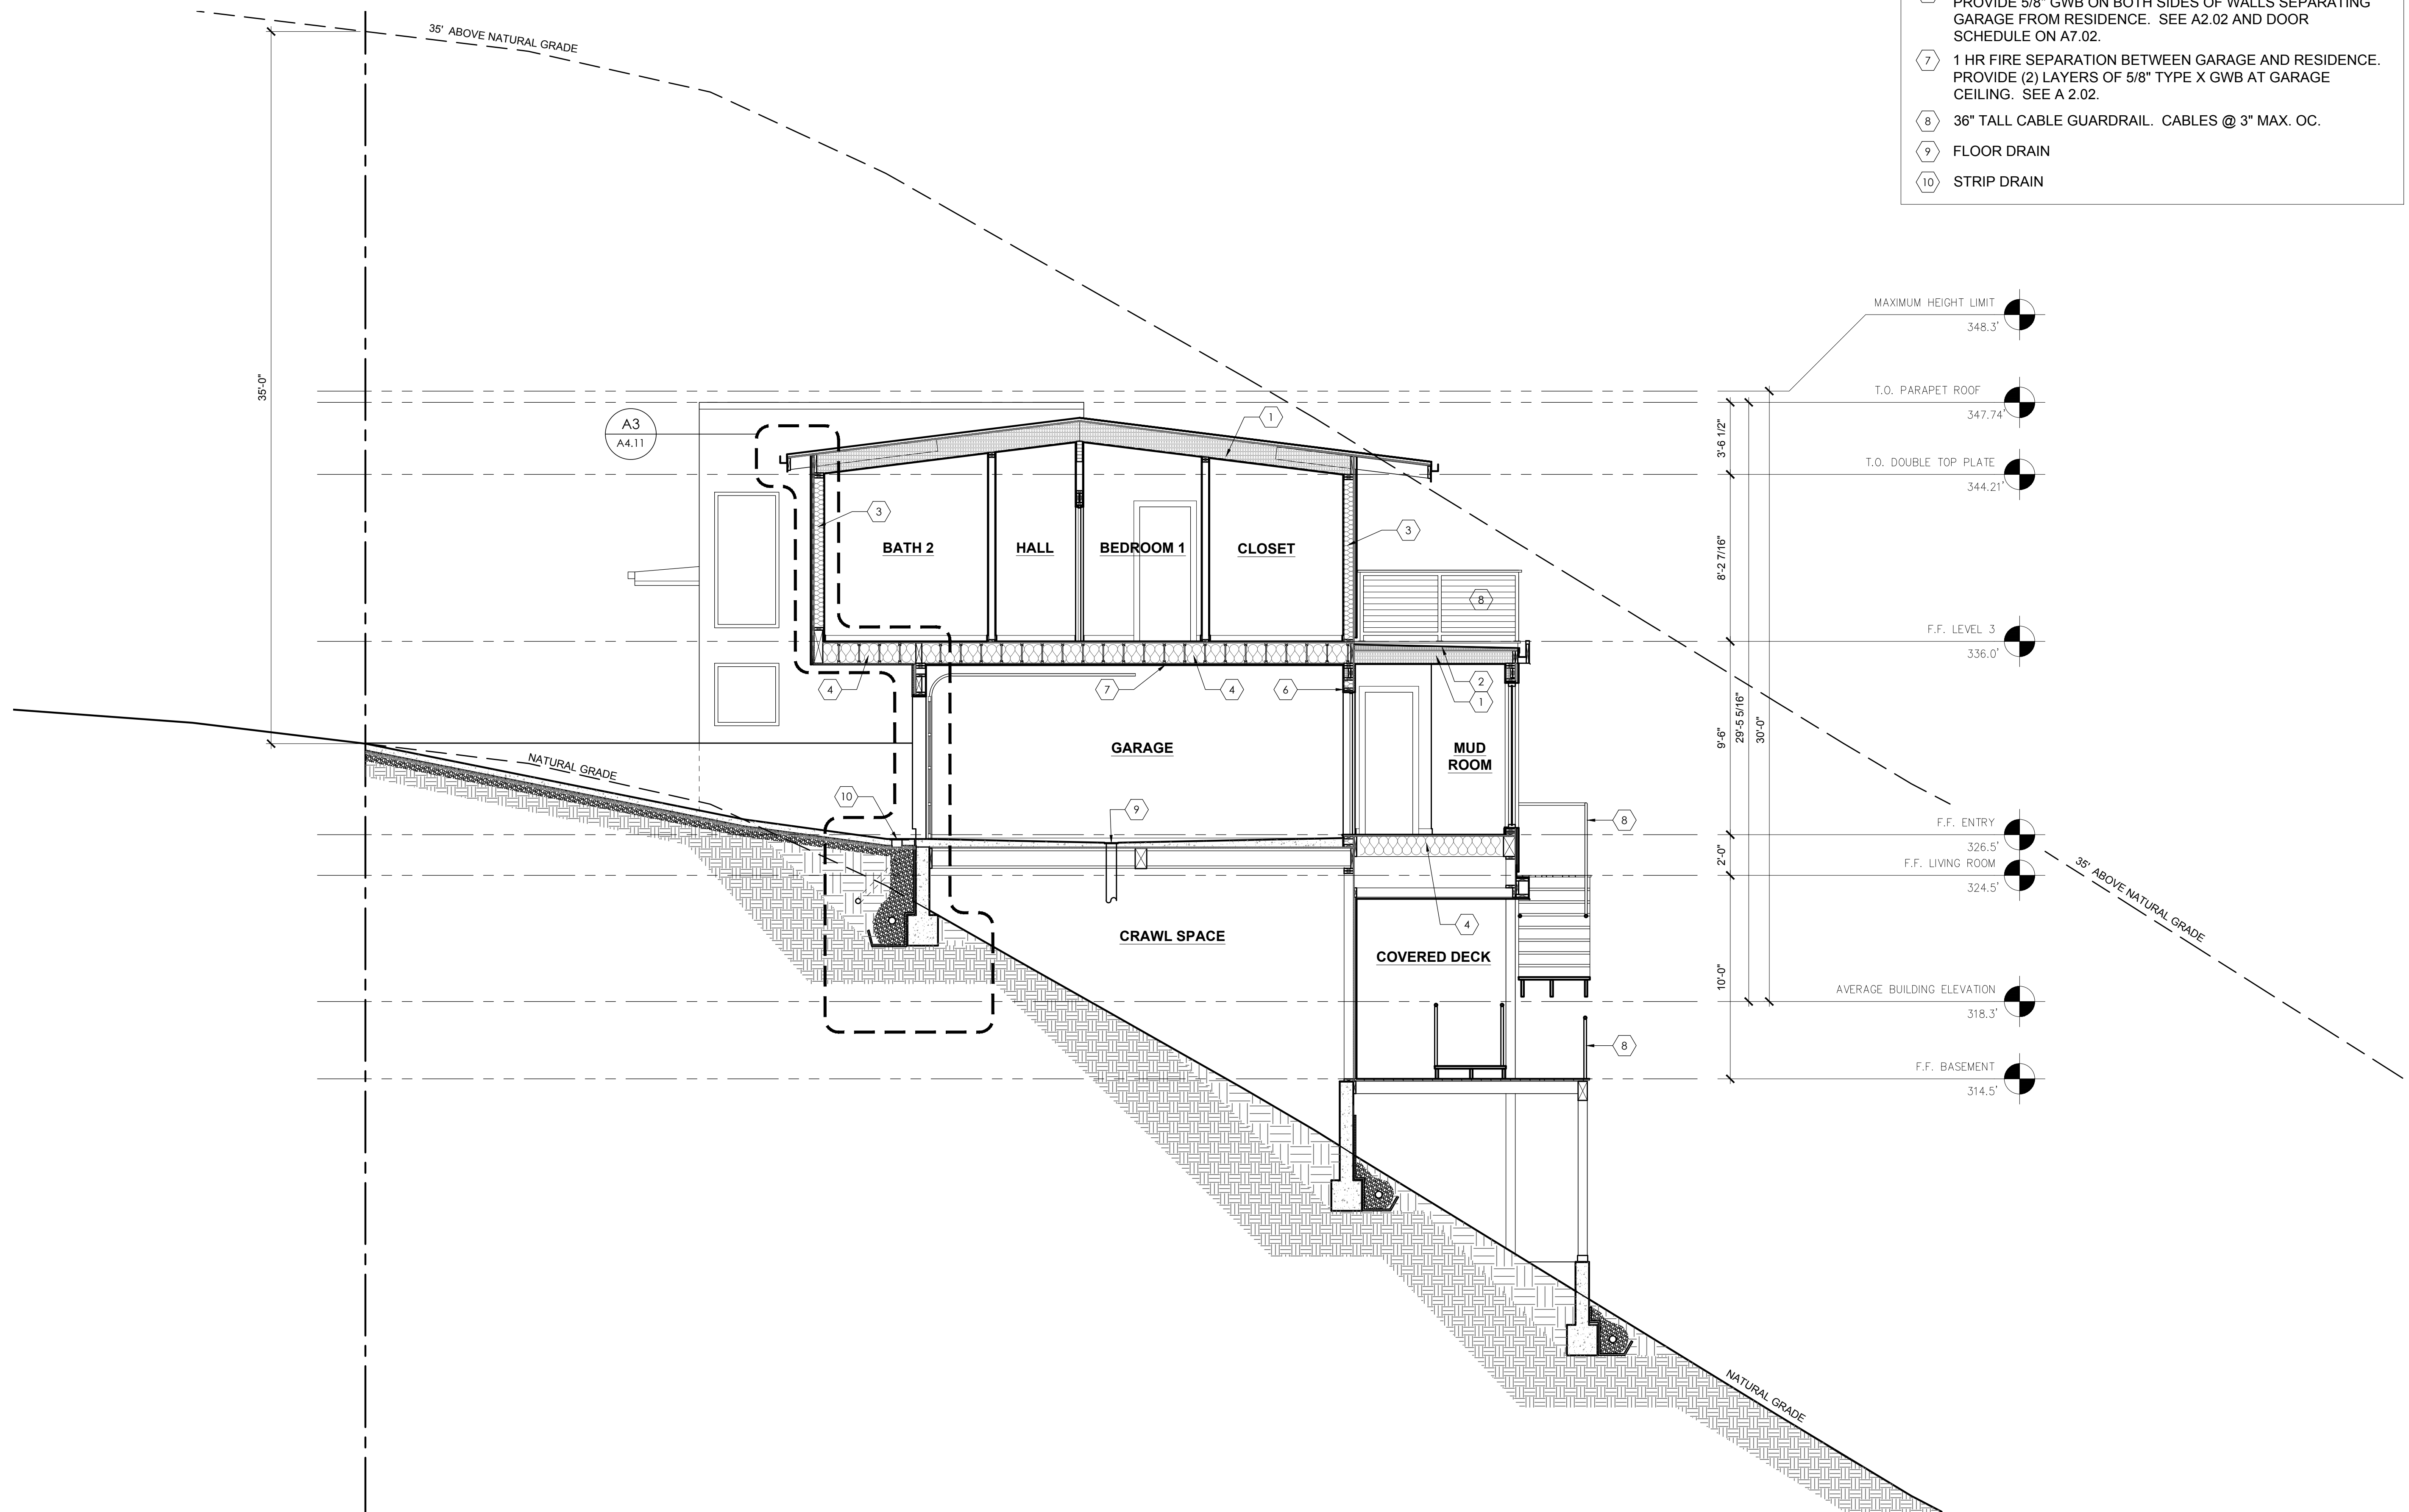 PROVIDE 5/8" GWB ON BOTH SIDES OF WALLS SEPARATING
GARAGE FROM RESIDENCE. SEE A2.02 AND DOOR
SCHEDULE ON A7.02.
7 1 HR FIRE SEPARATION BETWEEN GARAGE AND RESIDENCE.
PROVIDE (2) LAYERS OF 5/8" TYPE X GWB AT GARAGE
CEILING. SEE A 2.02.
8 36" TALL CABLE GUARDRAIL. CABLES @ 3" MAX. OC.
9 FLOOR DRAIN
10 STRIP DRAIN
35' ABOVE NATURAL GRADE
35'-0"
MAXIMUM HEIGHT LIMIT
348.3'
T.O. PARAPET ROOF
347.74'
T.O. DOUBLE TOP PLATE
344.21'
F.F. LEVEL 3
336.0'
F.F. ENTRY
326.5'
F.F. LIVING ROOM
324.5'
AVERAGE BUILDING ELEVATION
318.3'
F.F. BASEMENT
314.5'
3'-6 1/2"
8'-2 7/16"
9'-6"
29'-5 5/16"
30'-0"
2'-0"
10'-0"
A3
A4.11
1
3
3
BATH 2
HALL
BEDROOM 1
CLOSET
8
4
7
4
6
2
1
GARAGE
MUD
ROOM
NATURAL GRADE
10
9
8
4
CRAWL SPACE
COVERED DECK
8
35' ABOVE NATURAL GRADE
NATURAL GRADE